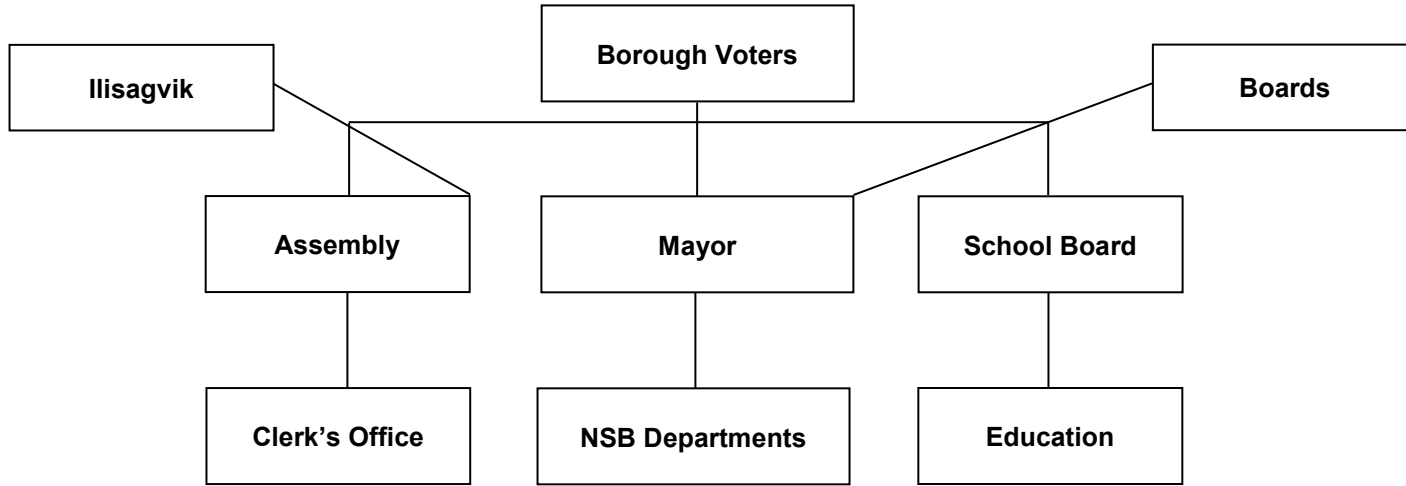 Borough Voters
Ilisagvik
Boards
Assembly
Mayor
School Board
Clerk’s Office
NSB Departments
Education